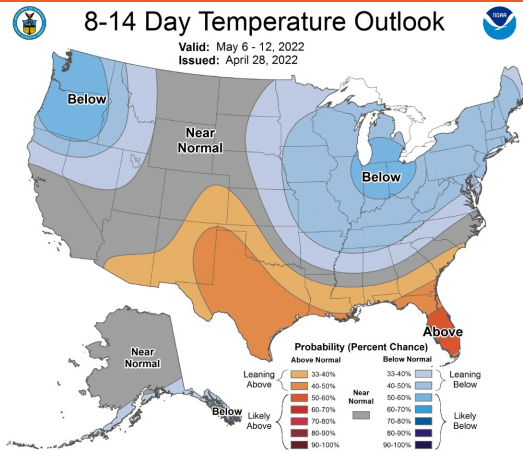 8-14 Day Temperature Outlook
NOAA
Valid: May 6 - 12, 2022
Issued: April 28, 2022
Below
Near
Normal
Below
Above
Near
Normal
Below
Probability (Percent Chance)
Above Normal
Below Normal
Leaning
Above
33-40%
40-50%
Likely
Above
50-60%
60-70%
70-80%
80-90%
90-100%
Near
Normal
33-40%
40-50%
Leaning
Below
50-60%
60-70%
70-80%
80-90%
90-100%
Likely
Below